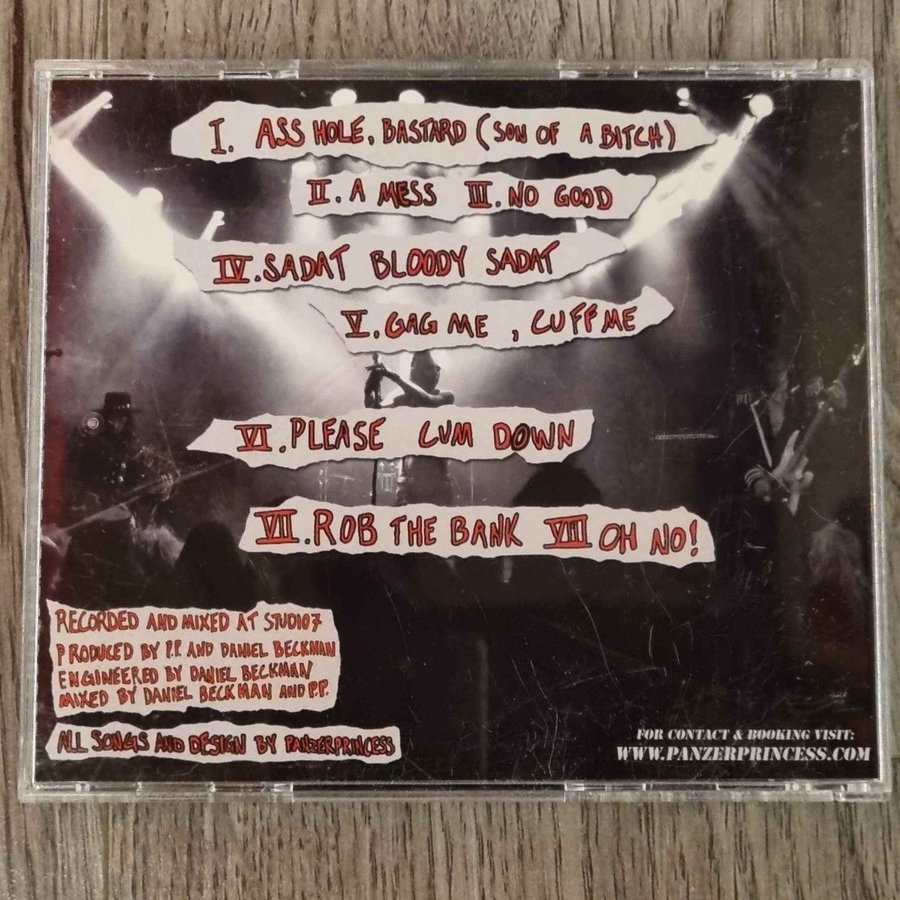 I. ASS HOLE, BASTARD (SON OF A BITCH)
II. A MESS III. NO GOOD
IV. SADAT BLOODY SADAT
V. GAG ME, CUFF ME
VI. PLEASE CUM DOWN
VII. ROB THE BANK VIII OH NO!
RECORDED AND MIXED AT STUDIO7
PRODUCED BY P.P. AND DANIEL BECKMAN
ENGINEERED BY DANIEL BECKMAN
MIXED BY DANIEL BECKMAN AND P.P.
ALL SONGS AND DESIGN BY PANZERPRINCESS
FOR CONTACT & BOOKING VISIT:
WWW.PANZERPRINCESS.COM